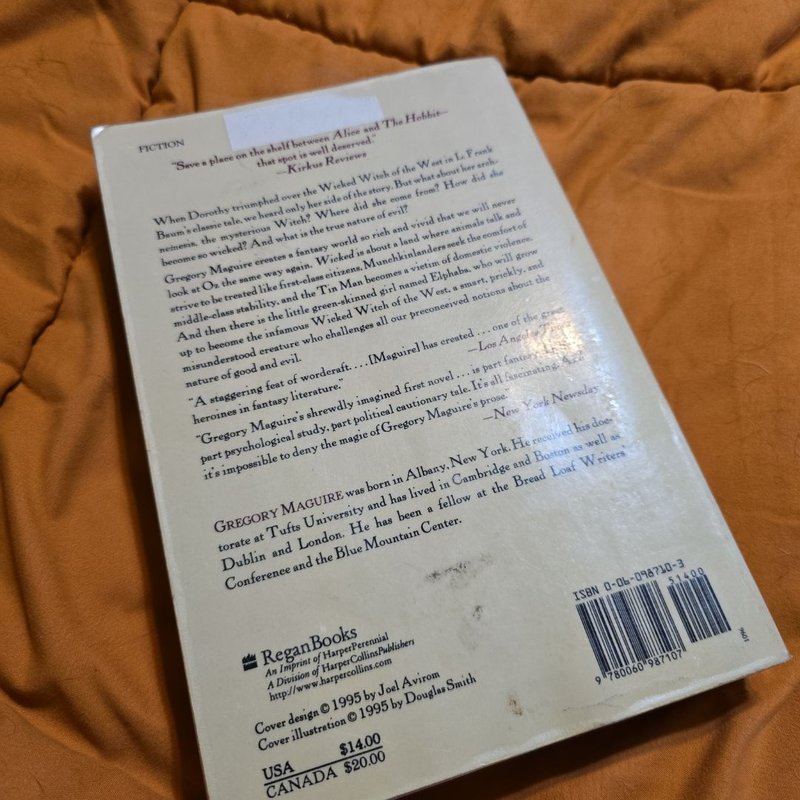 FICTION
"Save a place on the shelf between Alice and The Hobbit—
that spot is well deserved."
—Kirkus Reviews
When Dorothy triumphed over the Wicked Witch of the West in L. Frank
Baum's classic tale, we heard only her side of the story. But what about her arch-
nemesis, the mysterious Witch? Where did she come from? How did she
become so wicked? And what is the true nature of evil?
Gregory Maguire creates a fantasy world so rich and vivid that we will never
look at Oz the same way again. Wicked is about a land where animals talk and
strive to be treated like first-class citizens, Munchkinlanders seek the comfort of
middle-class stability, and the Tin Man becomes a victim of domestic violence.
And then there is the little green-skinned girl named Elphaba, who will grow
up to become the infamous Wicked Witch of the West, a smart, prickly, and
misunderstood creature who challenges all our preconceived notions about the
nature of good and evil.
"A staggering feat of wordcraft. . . . [Maguire] has created . . . one of the great
heroines in fantasy literature."
—Los Angeles
"Gregory Maguire's shrewdly imagined first novel . . . is part fantasy
part psychological study, part political cautionary tale. It's all fascinating. And
it's impossible to deny the magic of Gregory Maguire's prose.
—New York Newsday
GREGORY MAGUIRE was born in Albany, New York. He received his doc-
torate at Tufts University and has lived in Cambridge and Boston as well as
Dublin and London. He has been a fellow at the Bread Loaf Writers'
Conference and the Blue Mountain Center.
ReganBooks
An Imprint of HarperPerennial
A Division of HarperCollinsPublishers
http://www.harpercollins.com
Cover design © 1995 by Joel Avirom
Cover illustration © 1995 by Douglas Smith
USA $14.00
CANADA $20.00
ISBN 0-06-098710-3
51400
9 780060 987107